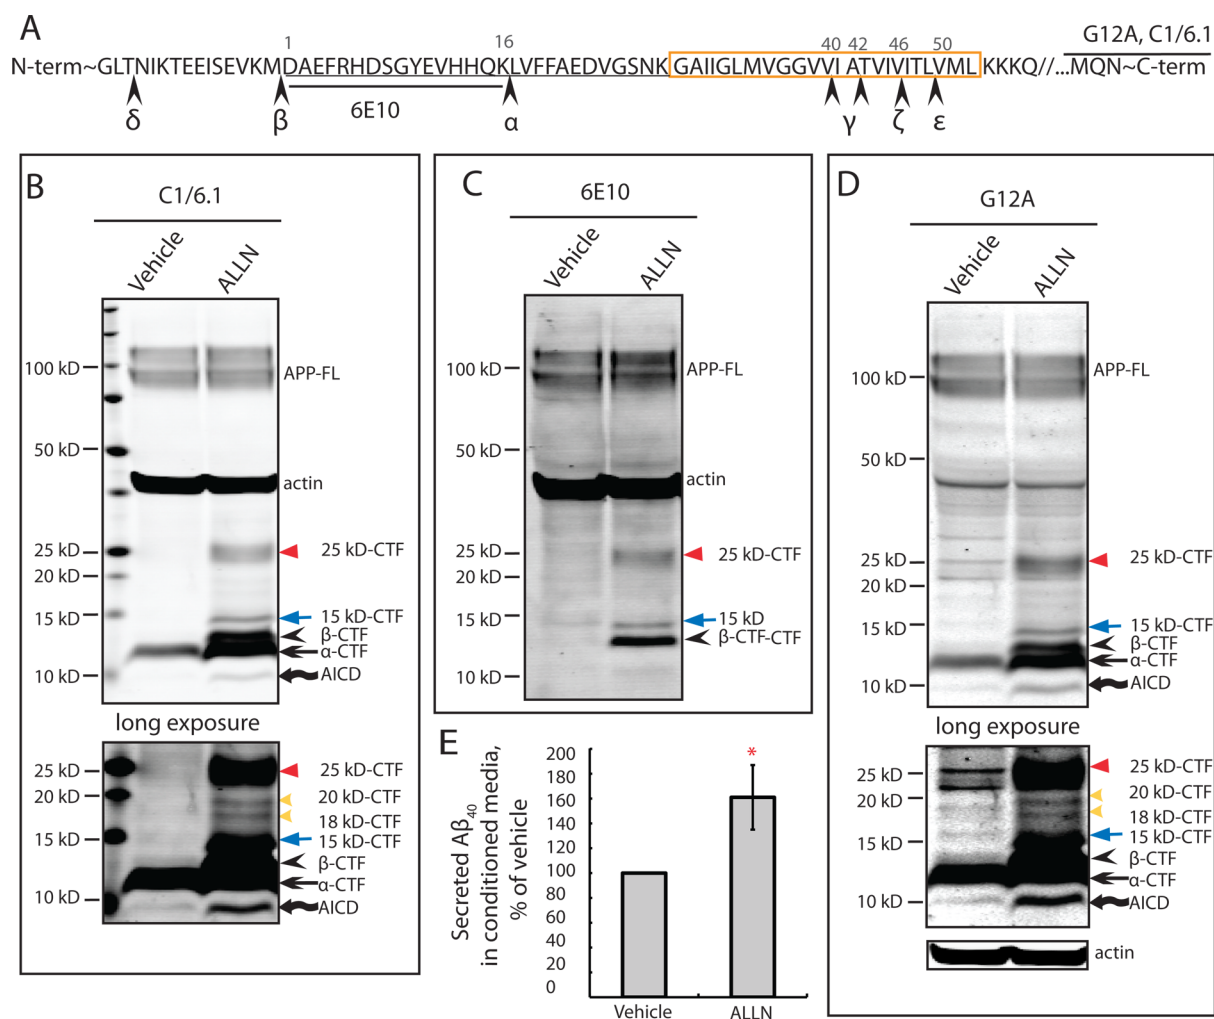 A
1 16 40 42 46 50 G12A, C1/6.1
N-term~GLTNIKTEEISEVKMDAEFRHDSGYEVHHQKLVFFAEDVGSNKGAIIGLMVGGVVIATVIVITLVMLKKKQ//...MQN~C-term
δ β 6E10 α γ ζ ε
B
C1/6.1
Vehicle ALLN
100 kD
APP-FL
50 kD
actin
25 kD
25 kD-CTF
20 kD
15 kD
15 kD-CTF
β-CTF
α-CTF
10 kD
AICD
long exposure
25 kD
25 kD-CTF
20 kD
20 kD-CTF
18 kD-CTF
15 kD
15 kD-CTF
β-CTF
α-CTF
10 kD
AICD
C
6E10
Vehicle ALLN
100 kD
APP-FL
50 kD
actin
25 kD
25 kD-CTF
20 kD
15 kD
15 kD
β-CTF-CTF
10 kD
D
G12A
Vehicle ALLN
100 kD
APP-FL
50 kD
25 kD
25 kD-CTF
20 kD
15 kD
15 kD-CTF
β-CTF
α-CTF
10 kD
AICD
long exposure
25 kD
25 kD-CTF
20 kD
20 kD-CTF
18 kD-CTF
15 kD
15 kD-CTF
β-CTF
α-CTF
10 kD
AICD
actin
E
Secreted Aβ40
in conditioned media,
% of vehicle
200
180
160
140
120
100
80
60
40
20
0
*
Vehicle ALLN